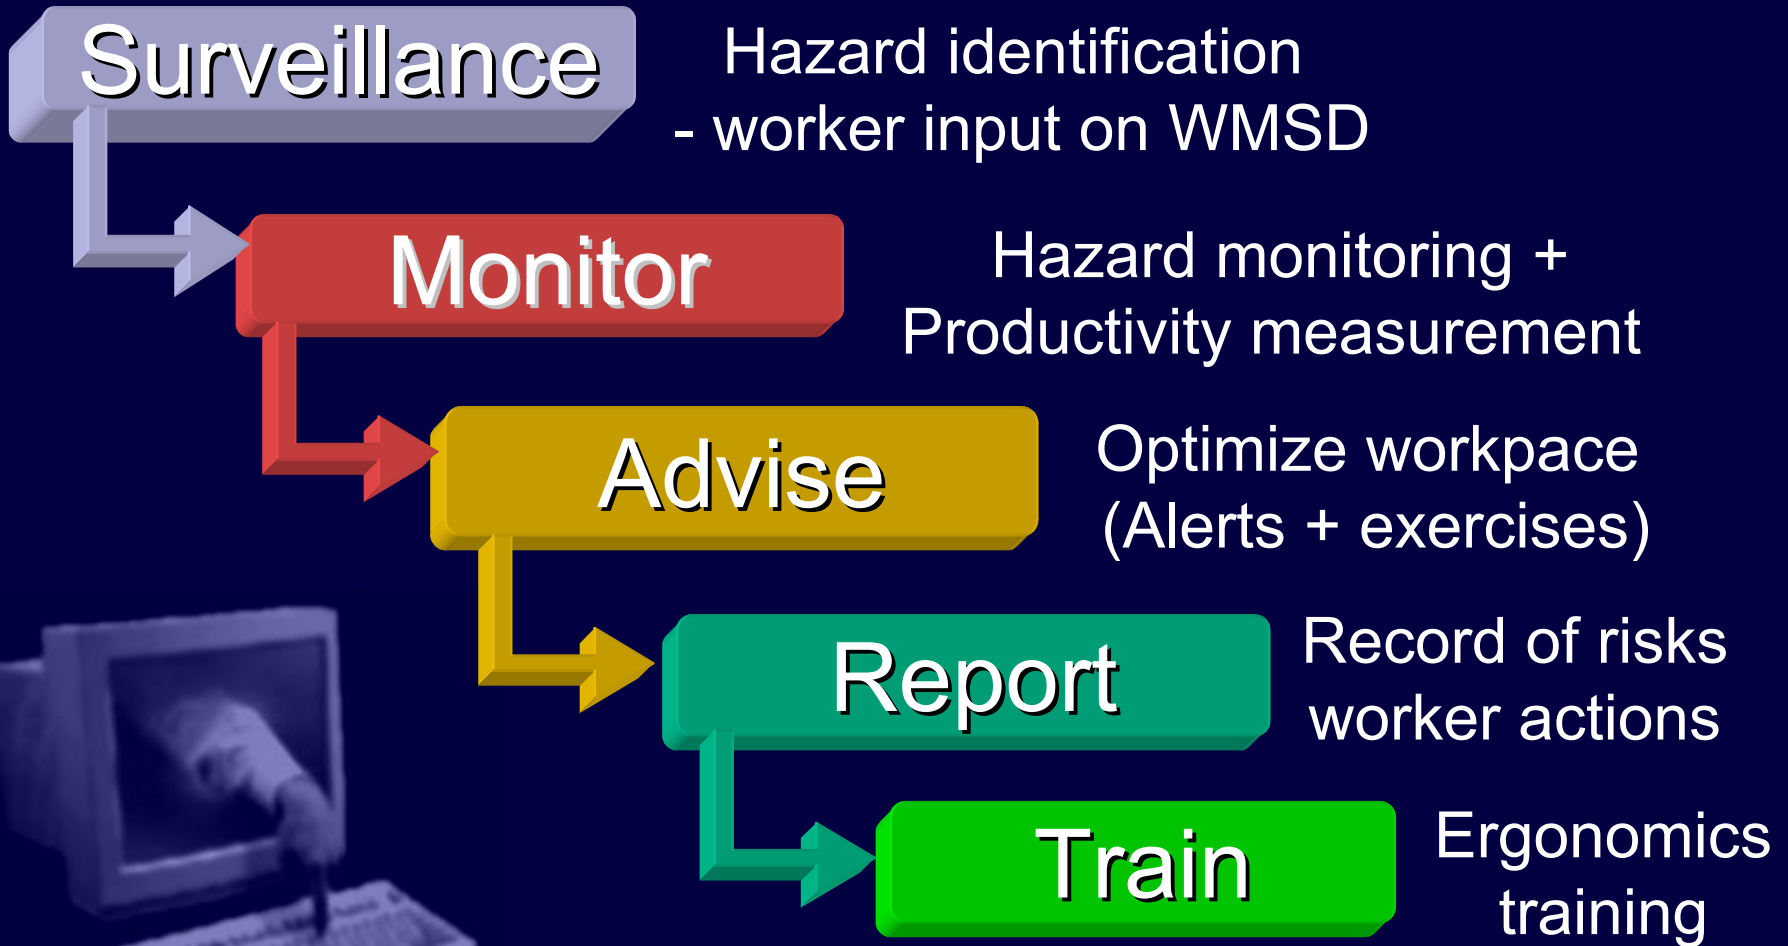 Surveillance
Hazard identification
- worker input on WMSD
Monitor
Hazard monitoring +
Productivity measurement
Advise
Optimize workpace
(Alerts + exercises)
Report
Record of risks
worker actions
Train
Ergonomics
training